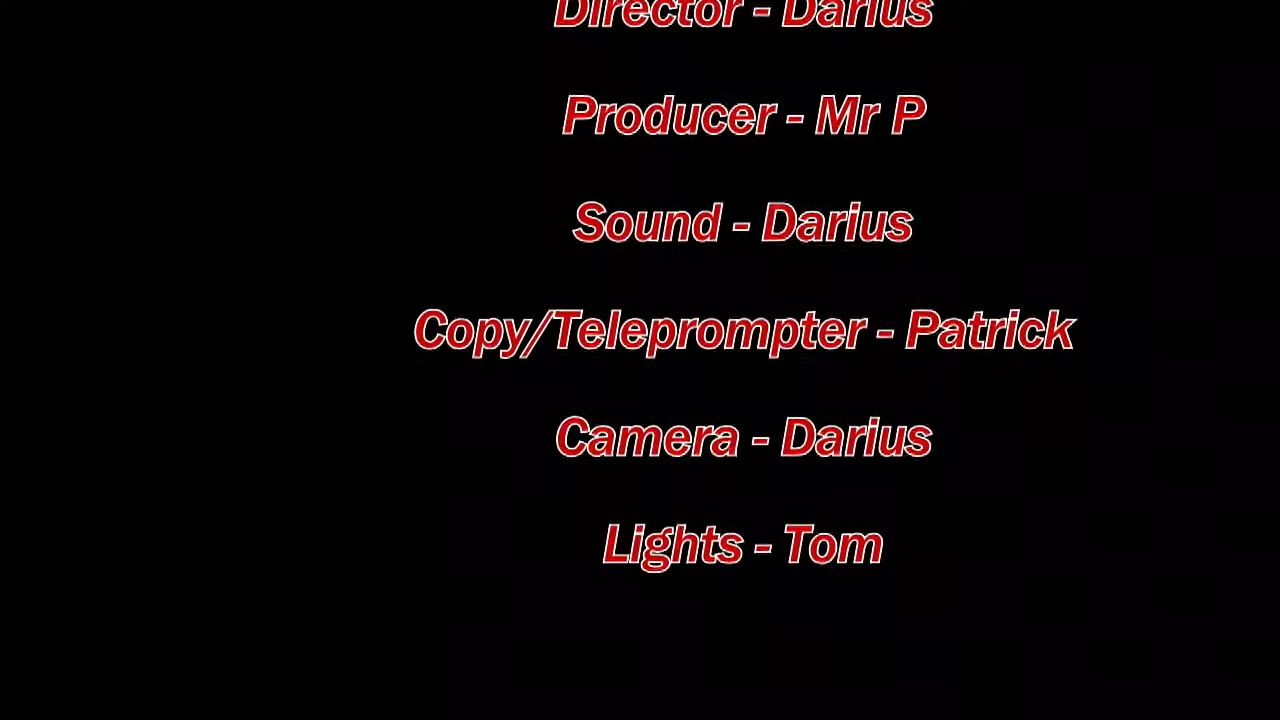 Director - Darius
Producer - Mr P
Sound - Darius
Copy/Teleprompter - Patrick
Camera - Darius
Lights - Tom